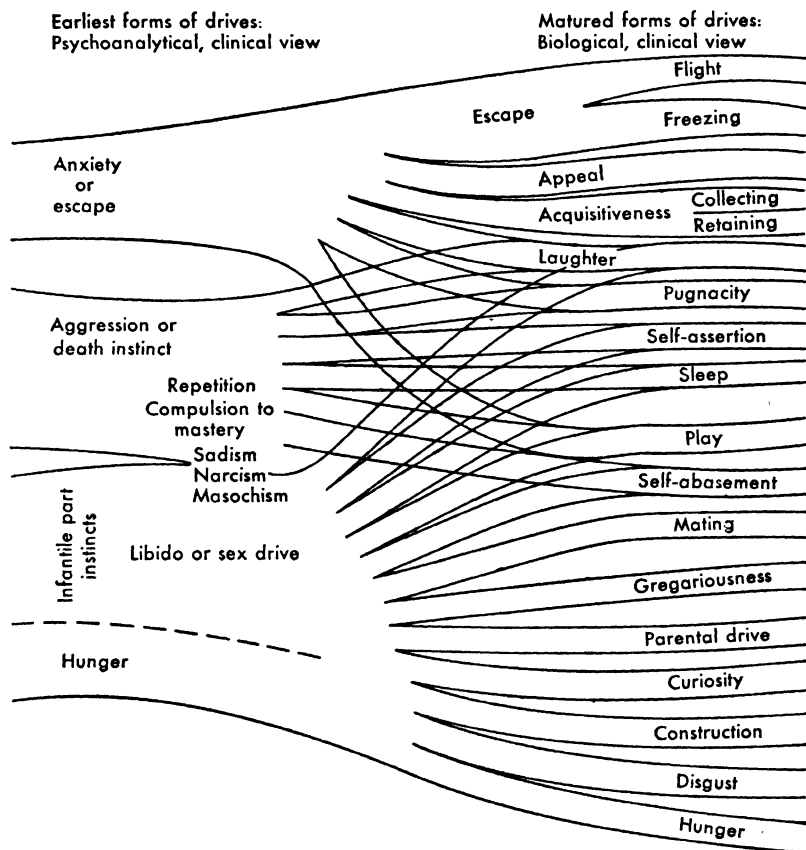 Earliest forms of drives:
Psychoanalytical, clinical view
Matured forms of drives:
Biological, clinical view
Anxiety
or
escape
Aggression or
death instinct
Repetition
Compulsion to
mastery
Sadism
Narcism
Masochism
Infantile part
instincts
Libido or sex drive
Hunger
Escape
Flight
Freezing
Appeal
Acquisitiveness
Collecting
Retaining
Laughter
Pugnacity
Self-assertion
Sleep
Play
Self-abasement
Mating
Gregariousness
Parental drive
Curiosity
Construction
Disgust
Hunger